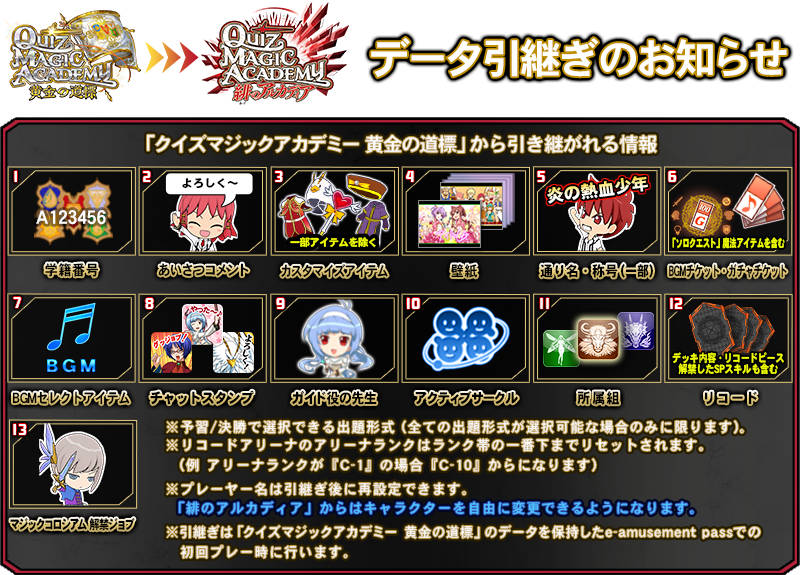 QUIZ MAGIC ACADEMY
黄金の道標
QUIZ MAGIC ACADEMY
緋のアルカディア
データ引継ぎのお知らせ
「クイズマジックアカデミー 黄金の道標」から引き継がれる情報
1
A123456
学籍番号
2
よろしく〜
あいさつコメント
3
一部アイテムを除く
カスタマイズアイテム
4
壁紙
5
炎の熱血少年
通り名・称号(一部)
6
「ソロクエスト」魔法アイテムを含む
BGMチケット・ガチャチケット
7
BGM
BGMセレクトアイテム
8
やった〜!
よろしく!
チャットスタンプ
9
ガイド役の先生
10
アクティブサークル
11
所属組
12
デッキ内容・リコードピース
解禁したSPスキルも含む
リコード
13
マジックコロシアム 解禁ジョブ
※予習/決勝で選択できる出題形式 (全ての出題形式が選択可能な場合のみに限ります)。
※リコードアリーナのアリーナランクはランク帯の一番下までリセットされます。
(例 アリーナランクが『C-1』の場合『C-10』からになります)
※プレーヤー名は引継ぎ後に再設定できます。
「緋のアルカディア」からはキャラクターを自由に変更できるようになります。
※引継ぎは「クイズマジックアカデミー 黄金の道標」のデータを保持したe-amusement passでの
初回プレー時に行います。